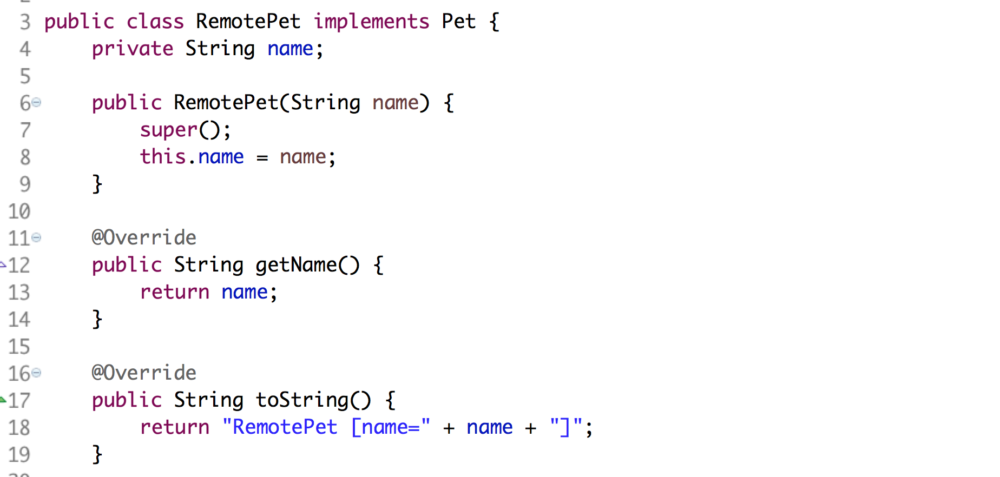 3 public class RemotePet implements Pet {
4     private String name;
5
6     public RemotePet(String name) {
7         super();
8         this.name = name;
9     }
10
11     @Override
12     public String getName() {
13         return name;
14     }
15
16     @Override
17     public String toString() {
18         return "RemotePet [name=" + name + "]";
19     }